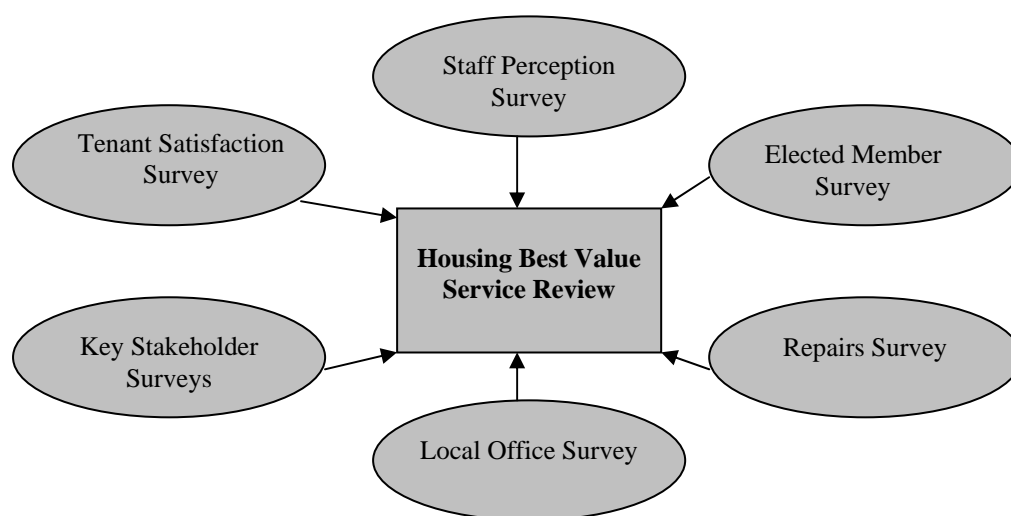 Staff Perception
Survey
Tenant Satisfaction
Survey
Elected Member
Survey
Housing Best Value
Service Review
Key Stakeholder
Surveys
Repairs Survey
Local Office Survey